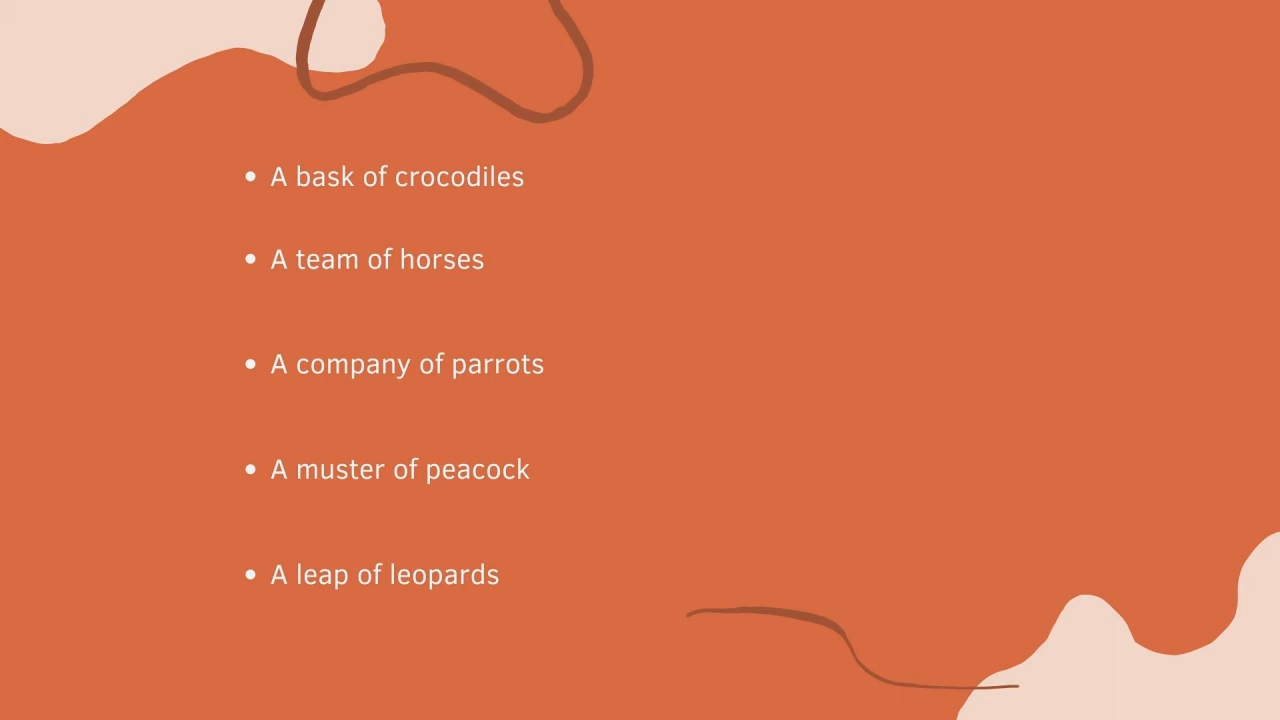 • A bask of crocodiles
• A team of horses
• A company of parrots
• A muster of peacock
• A leap of leopards